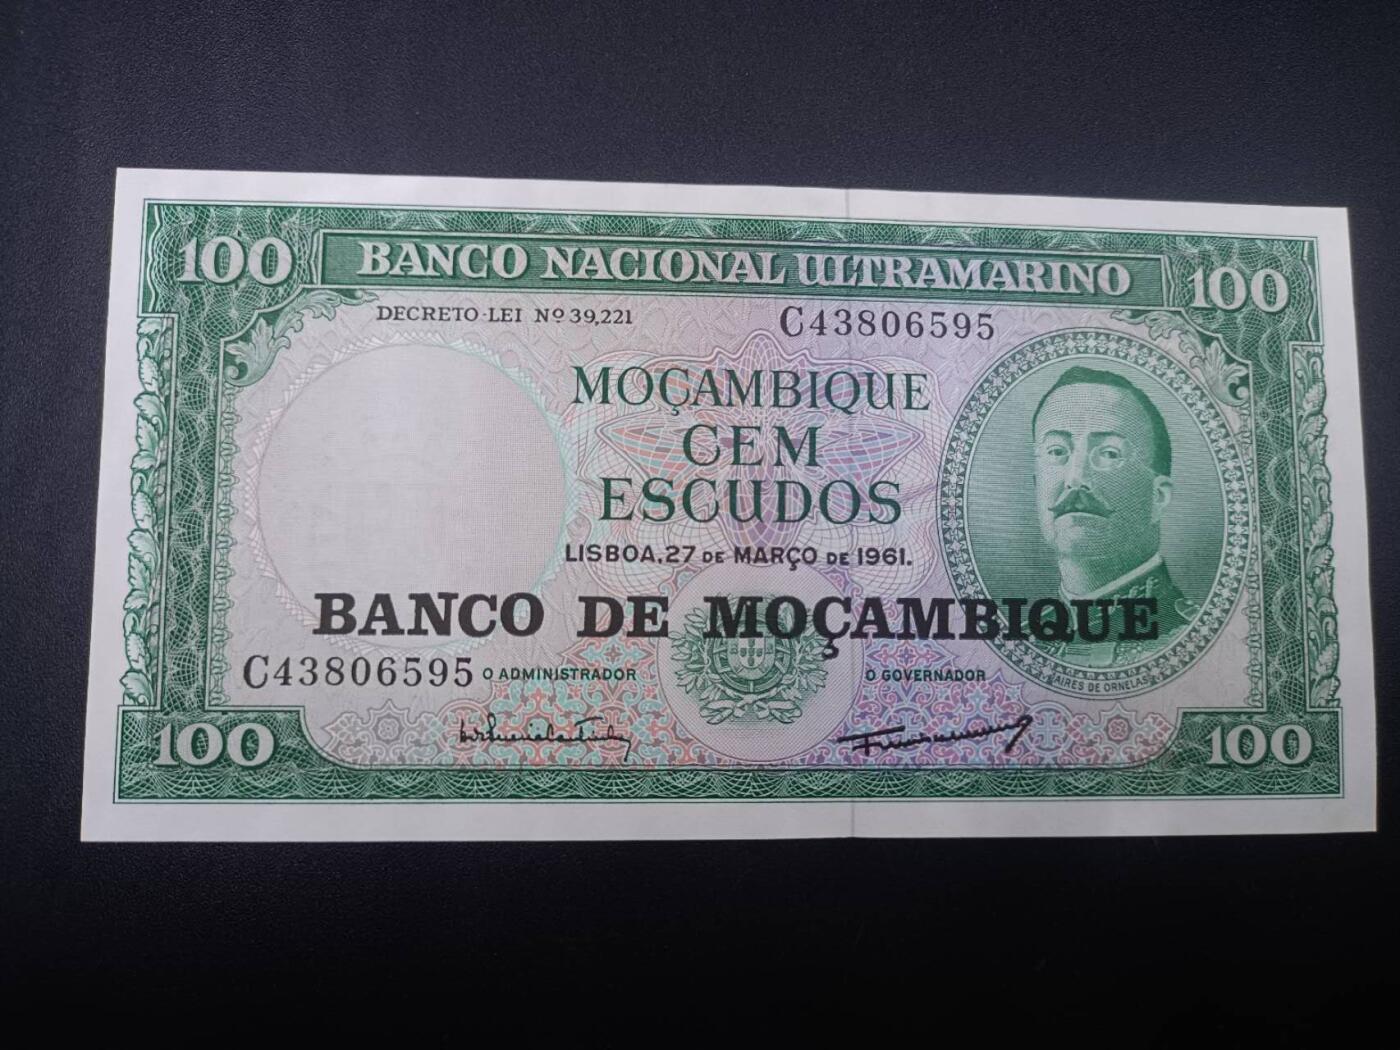 100
BANCO NACIONAL ULTRAMARINO
100
DECRETO-LEI Nº 39,221
C43806595
MOÇAMBIQUE
CEM
ESCUDOS
LISBOA, 27 DE MARÇO DE 1961.
BANCO DE MOÇAMBIQUE
C43806595
O ADMINISTRADOR
O GOVERNADOR
AIRES DE ORNELAS
100
100